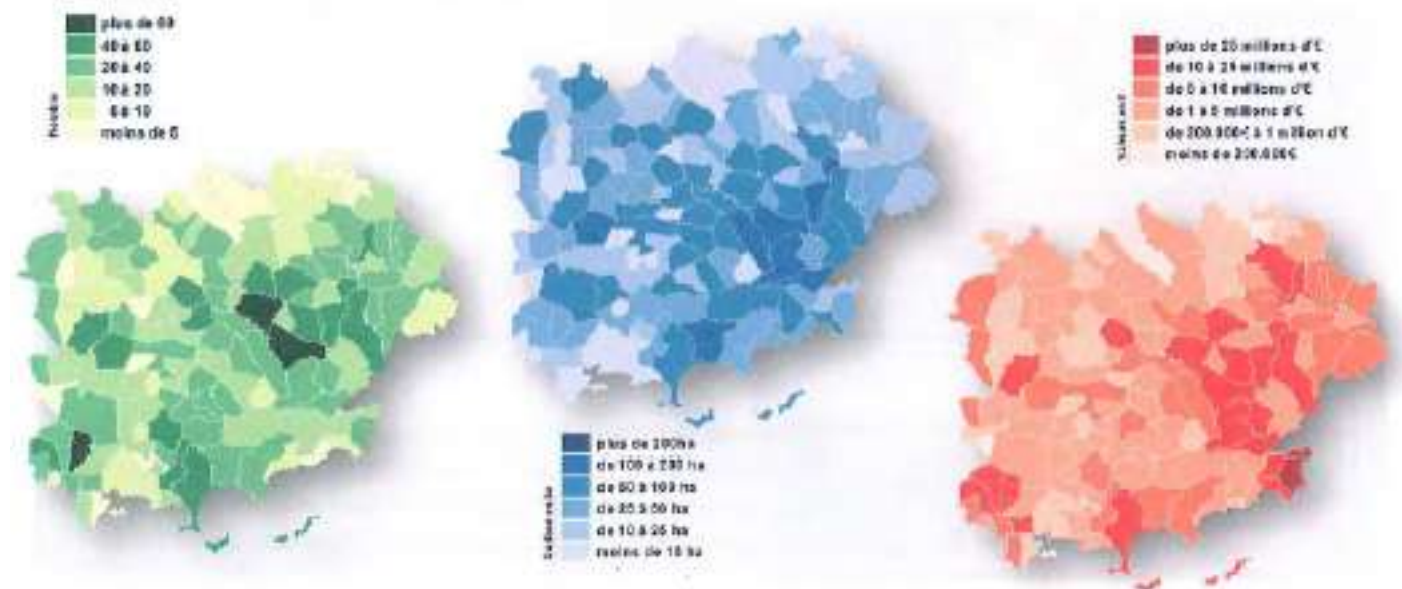 plus de 60
40 à 60
20 à 40
10 à 20
5 à 10
moins de 5
plus de 200ha
de 100 à 200 ha
de 50 à 100 ha
de 25 à 50 ha
de 10 à 25 ha
moins de 10 ha
plus de 20 millions d'€
de 10 à 20 millions d'€
de 5 à 10 millions d'€
de 1 à 5 millions d'€
de 200.000€ à 1 million d'€
moins de 200.000€